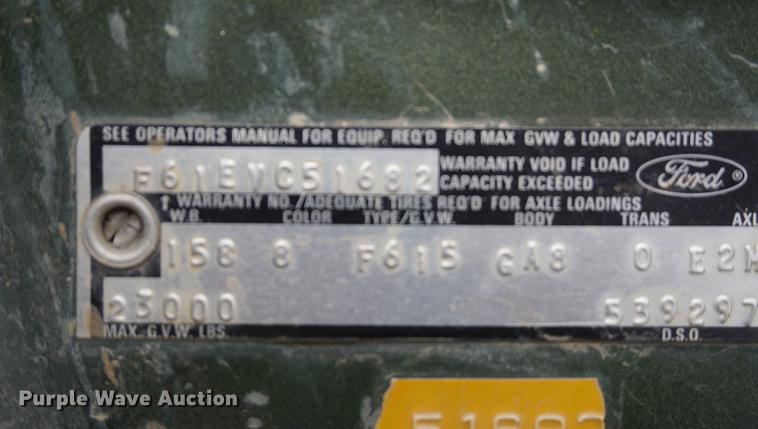 SEE OPERATORS MANUAL FOR EQUIP. REQ'D FOR MAX GVW & LOAD CAPACITIES
F61EVC51682 WARRANTY VOID IF LOAD
CAPACITY EXCEEDED
Ford ®
↑ WARRANTY NO./ADEQUATE TIRES REQ'D FOR AXLE LOADINGS
W.B. COLOR TYPE/G.V.W. BODY TRANS AXL
158 8 F615 GA8 0 E2H
23000 539297
MAX. G.V.W. LBS. D.S.O.
51682
Purple Wave Auction